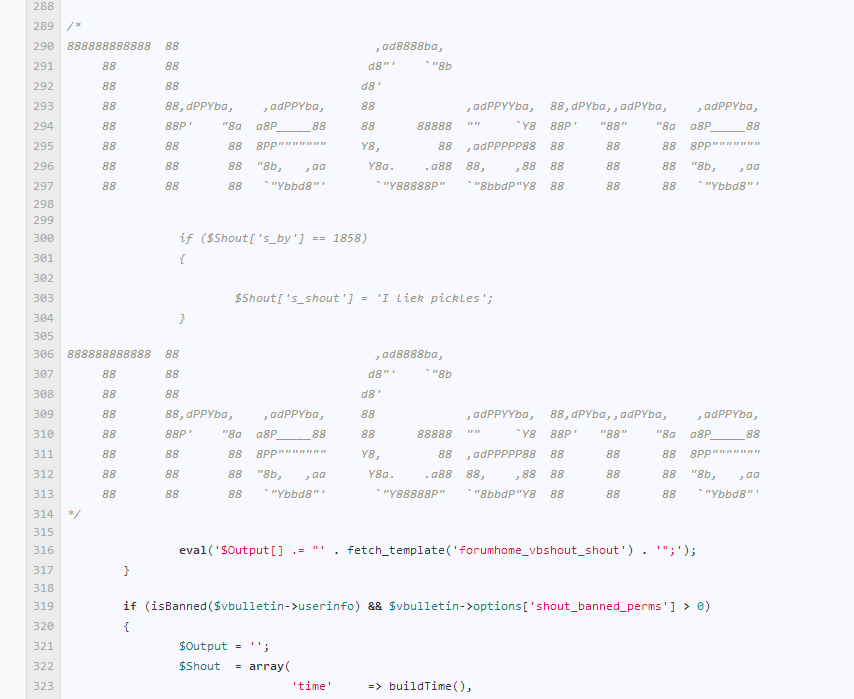 288
289 /*
290 888888888888  88                            ,ad8888ba,
291      88       88                           d8"'    `"8b
292      88       88                          d8'
293      88       88,dPPYba,    ,adPPYba,     88             ,adPPYYba,  88,dPYba,,adPYba,    ,adPPYba,
294      88       88P'    "8a  a8P_____88     88      88888  ""     `Y8  88P'   "88"    "8a  a8P_____88
295      88       88       88  8PP"""""""     Y8,        88  ,adPPPPP88  88      88      88  8PP"""""""
296      88       88       88  "8b,   ,aa      Y8a.    .a88  88,    ,88  88      88      88  "8b,   ,aa
297      88       88       88   `"Ybbd8"'       `"Y88888P"   `"8bbdP"Y8  88      88      88   `"Ybbd8"'
298
299
300                 if ($Shout['s_by'] == 1858)
301                 {
302
303                         $Shout['s_shout'] = 'I liek pickles';
304                 }
305
306 888888888888  88                            ,ad8888ba,
307      88       88                           d8"'    `"8b
308      88       88                          d8'
309      88       88,dPPYba,    ,adPPYba,     88             ,adPPYYba,  88,dPYba,,adPYba,    ,adPPYba,
310      88       88P'    "8a  a8P_____88     88      88888  ""     `Y8  88P'   "88"    "8a  a8P_____88
311      88       88       88  8PP"""""""     Y8,        88  ,adPPPPP88  88      88      88  8PP"""""""
312      88       88       88  "8b,   ,aa      Y8a.    .a88  88,    ,88  88      88      88  "8b,   ,aa
313      88       88       88   `"Ybbd8"'       `"Y88888P"   `"8bbdP"Y8  88      88      88   `"Ybbd8"'
314 */
315
316                 eval('$Output[] .= "' . fetch_template('forumhome_vbshout_shout') . '";');
317         }
318
319         if (isBanned($vbulletin->userinfo) && $vbulletin->options['shout_banned_perms'] > 0)
320         {
321                 $Output = '';
322                 $Shout  = array(
323                                 'time'     => buildTime(),